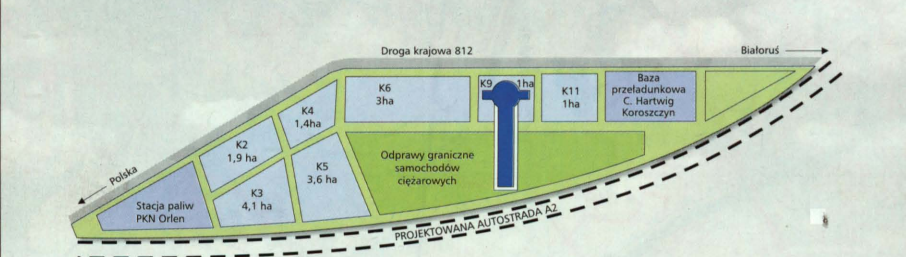 Droga krajowa 812
Białoruś
K6
3ha
K9
1ha
K11
1ha
Baza
przeładunkowa
C. Hartwig
Koroszczyn
K4
1,4ha
K2
1,9 ha
K5
3,6 ha
K3
4,1 ha
Odprawy graniczne
samochodów
ciężarowych
Polska
Stacja paliw
PKN Orlen
PROJEKTOWANA AUTOSTRADA A2